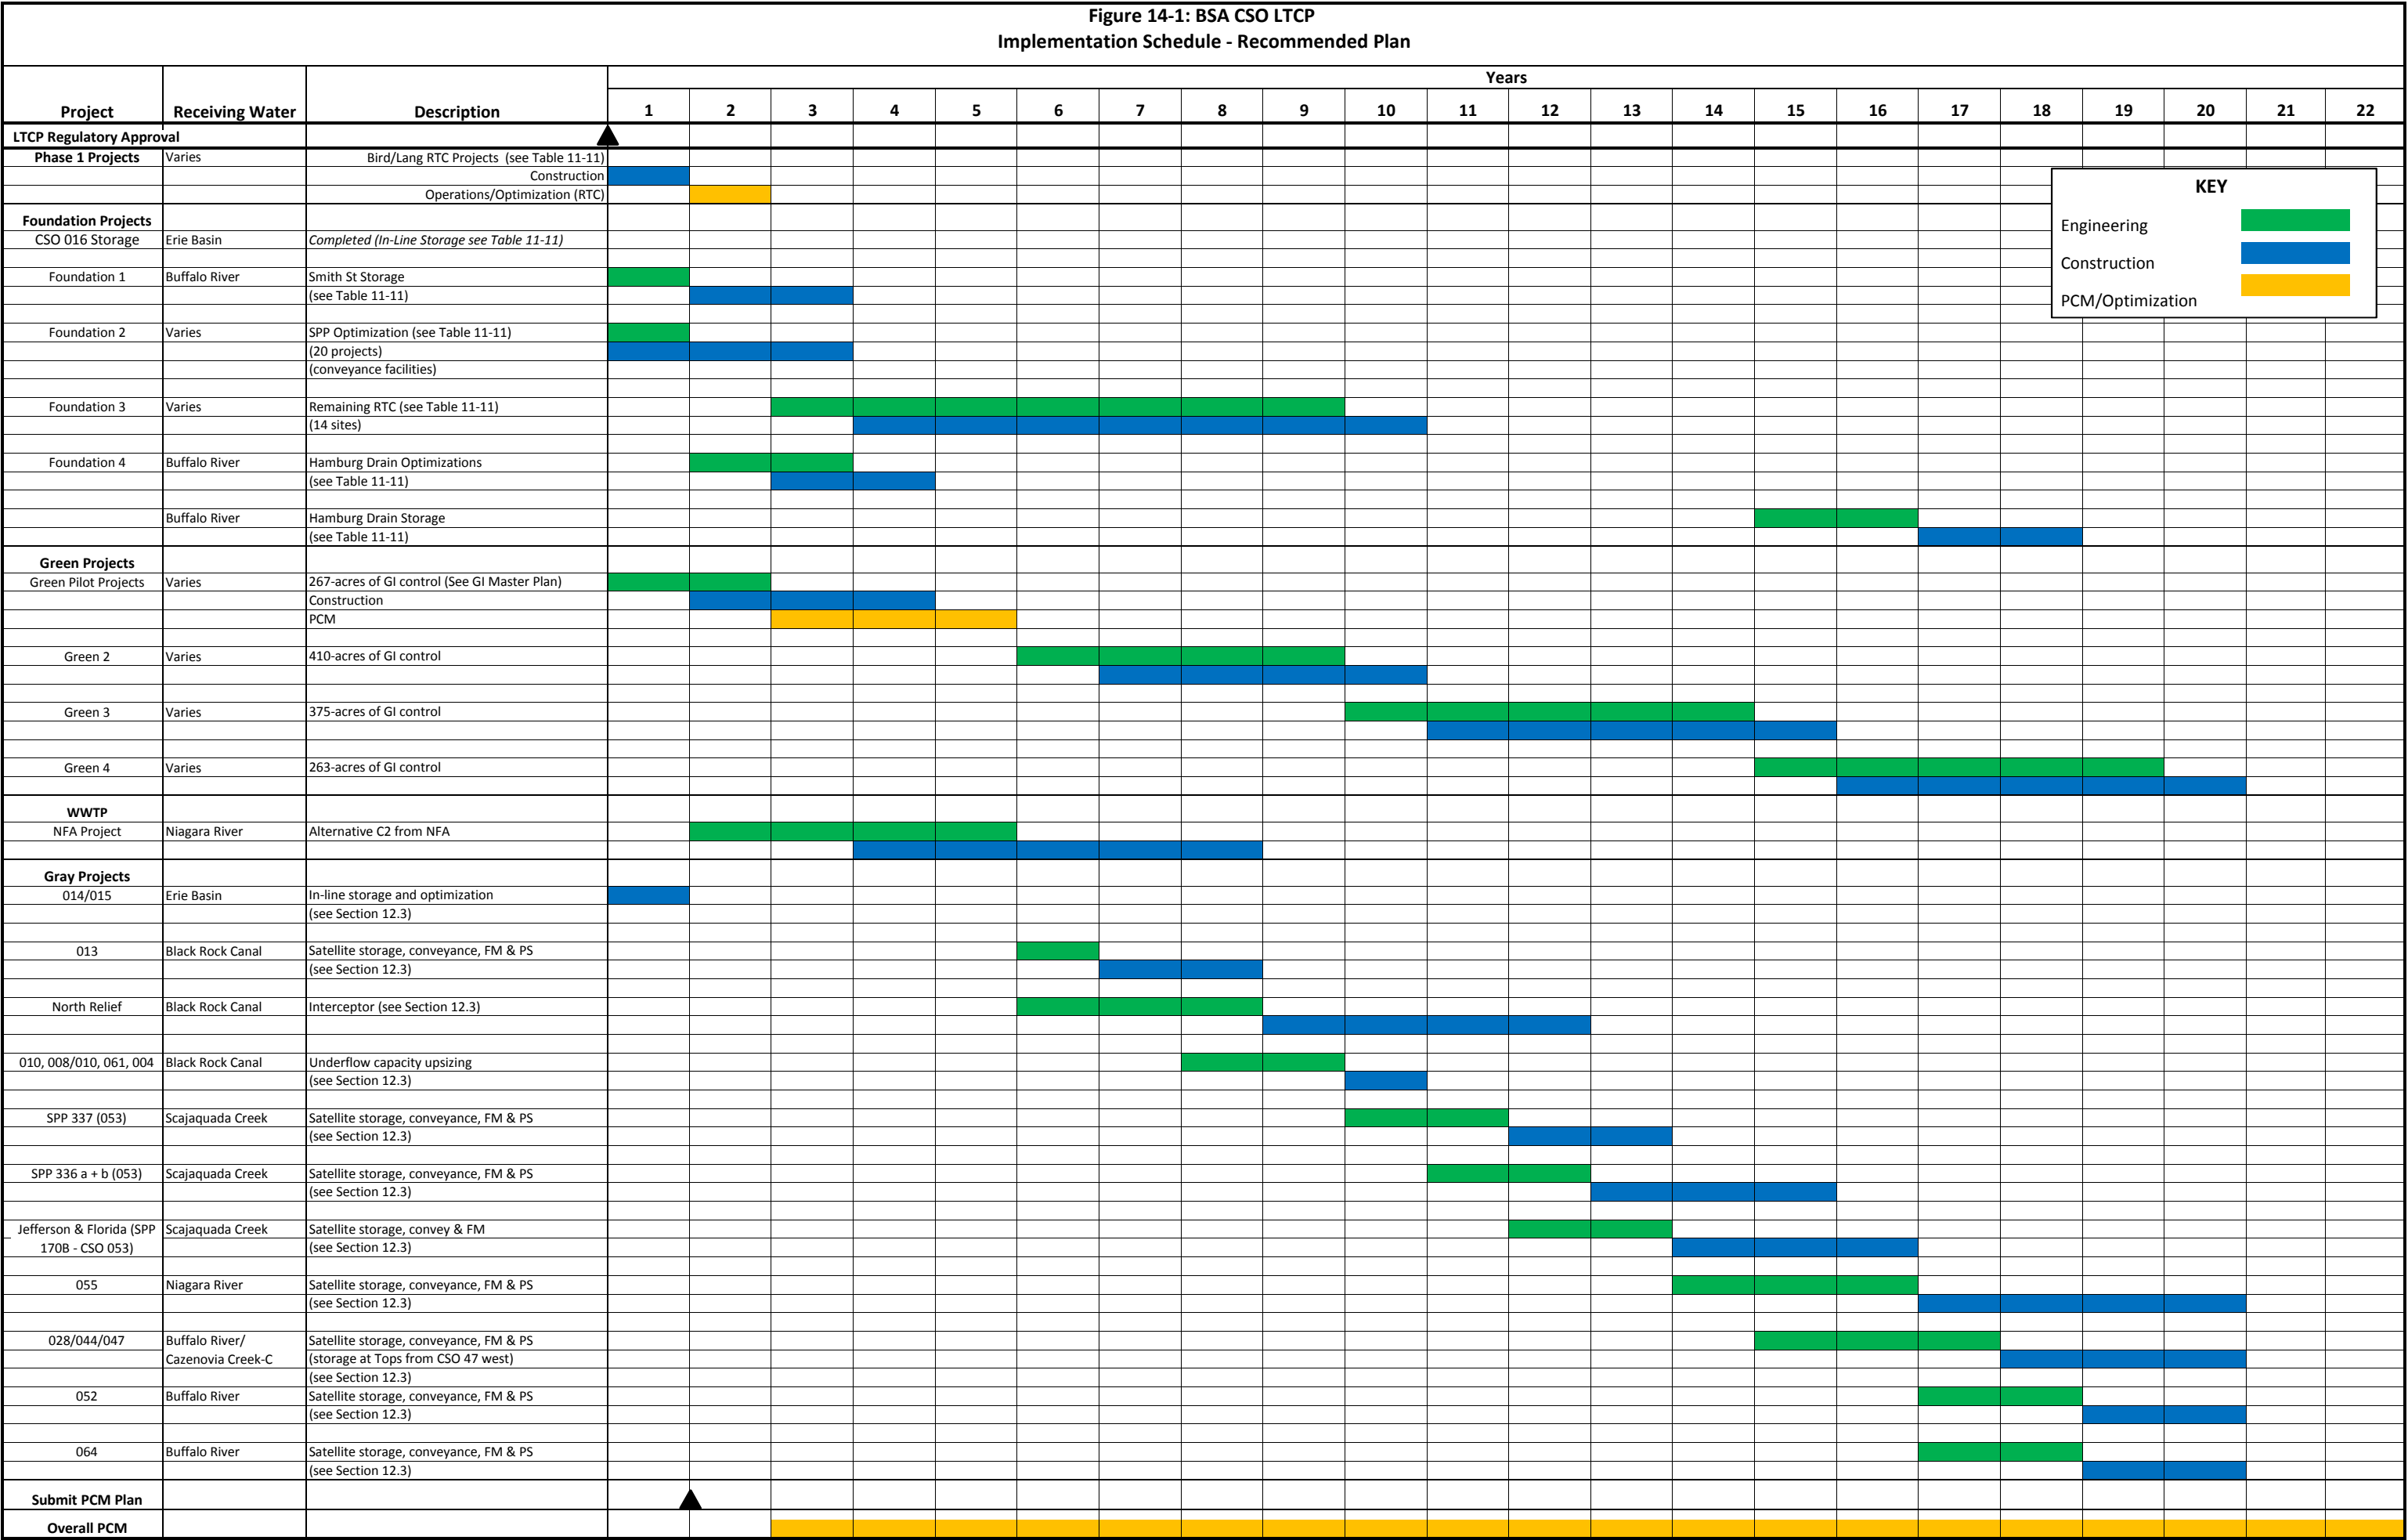 Figure 14-1: BSA CSO LTCP
Implementation Schedule - Recommended Plan
Years
Project Receiving Water Description 1 2 3 4 5 6 7 8 9 10 11 12 13 14 15 16 17 18 19 20 21 22
LTCP Regulatory Approval
Phase 1 Projects Varies Bird/Lang RTC Projects (see Table 11-11)
Construction
Operations/Optimization (RTC)
KEY
Engineering
Construction
PCM/Optimization
Foundation Projects
CSO 016 Storage Erie Basin Completed (In-Line Storage see Table 11-11)
Foundation 1 Buffalo River Smith St Storage
(see Table 11-11)
Foundation 2 Varies SPP Optimization (see Table 11-11)
(20 projects)
(conveyance facilities)
Foundation 3 Varies Remaining RTC (see Table 11-11)
(14 sites)
Foundation 4 Buffalo River Hamburg Drain Optimizations
(see Table 11-11)
Buffalo River Hamburg Drain Storage
(see Table 11-11)
Green Projects
Green Pilot Projects Varies 267-acres of GI control (See GI Master Plan)
Construction
PCM
Green 2 Varies 410-acres of GI control
Green 3 Varies 375-acres of GI control
Green 4 Varies 263-acres of GI control
WWTP
NFA Project Niagara River Alternative C2 from NFA
Gray Projects
014/015 Erie Basin In-line storage and optimization
(see Section 12.3)
013 Black Rock Canal Satellite storage, conveyance, FM & PS
(see Section 12.3)
North Relief Black Rock Canal Interceptor (see Section 12.3)
010, 008/010, 061, 004 Black Rock Canal Underflow capacity upsizing
(see Section 12.3)
SPP 337 (053) Scajaquada Creek Satellite storage, conveyance, FM & PS
(see Section 12.3)
SPP 336 a + b (053) Scajaquada Creek Satellite storage, conveyance, FM & PS
(see Section 12.3)
Jefferson & Florida (SPP Scajaquada Creek Satellite storage, convey & FM
170B - CSO 053) (see Section 12.3)
055 Niagara River Satellite storage, conveyance, FM & PS
(see Section 12.3)
028/044/047 Buffalo River/ Satellite storage, conveyance, FM & PS
Cazenovia Creek-C (storage at Tops from CSO 47 west)
(see Section 12.3)
052 Buffalo River Satellite storage, conveyance, FM & PS
(see Section 12.3)
064 Buffalo River Satellite storage, conveyance, FM & PS
(see Section 12.3)
Submit PCM Plan
Overall PCM